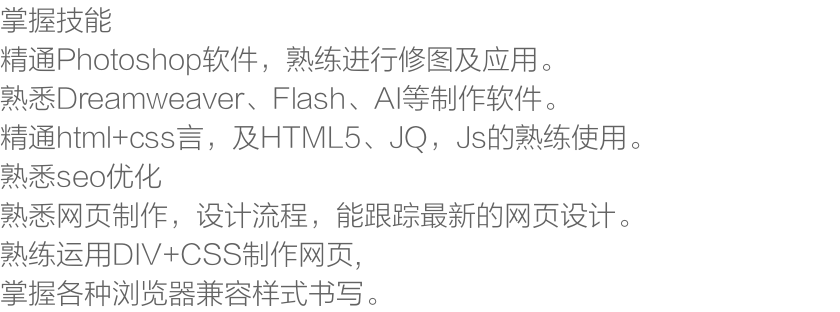 掌握技能
精通Photoshop软件，熟练进行修图及应用。
熟悉Dreamweaver、Flash、AI等制作软件。
精通html+css言，及HTML5、JQ，Js的熟练使用。
熟悉seo优化
熟悉网页制作，设计流程，能跟踪最新的网页设计。
熟练运用DIV+CSS制作网页,
掌握各种浏览器兼容样式书写。